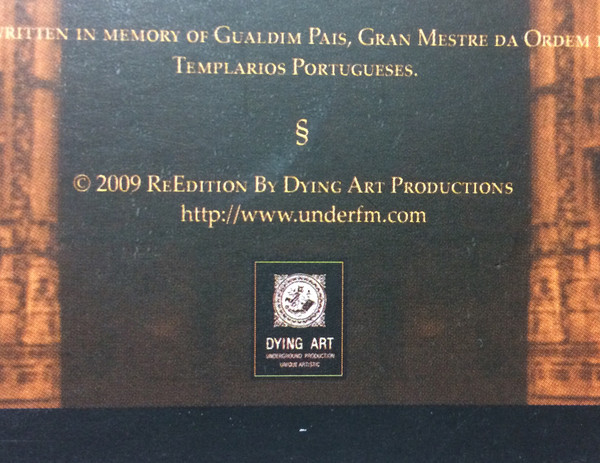 WRITTEN IN MEMORY OF GUALDIM PAIS, GRAN MESTRE DA ORDEM
TEMPLARIOS PORTUGUESES.
§
© 2009 REEDITION BY DYING ART PRODUCTIONS
http://www.underfm.com
DYING ART
UNDERGROUND PRODUCTION
UNIQUE ARTISTIC